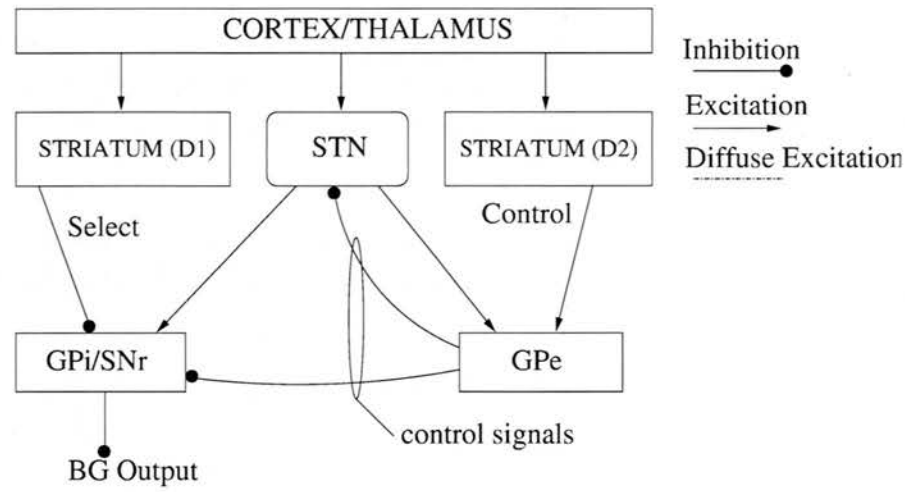 CORTEX/THALAMUS
Inhibition
Excitation
Diffuse Excitation
STRIATUM (D1)
STN
STRIATUM (D2)
Select
Control
GPi/SNr
GPe
control signals
BG Output